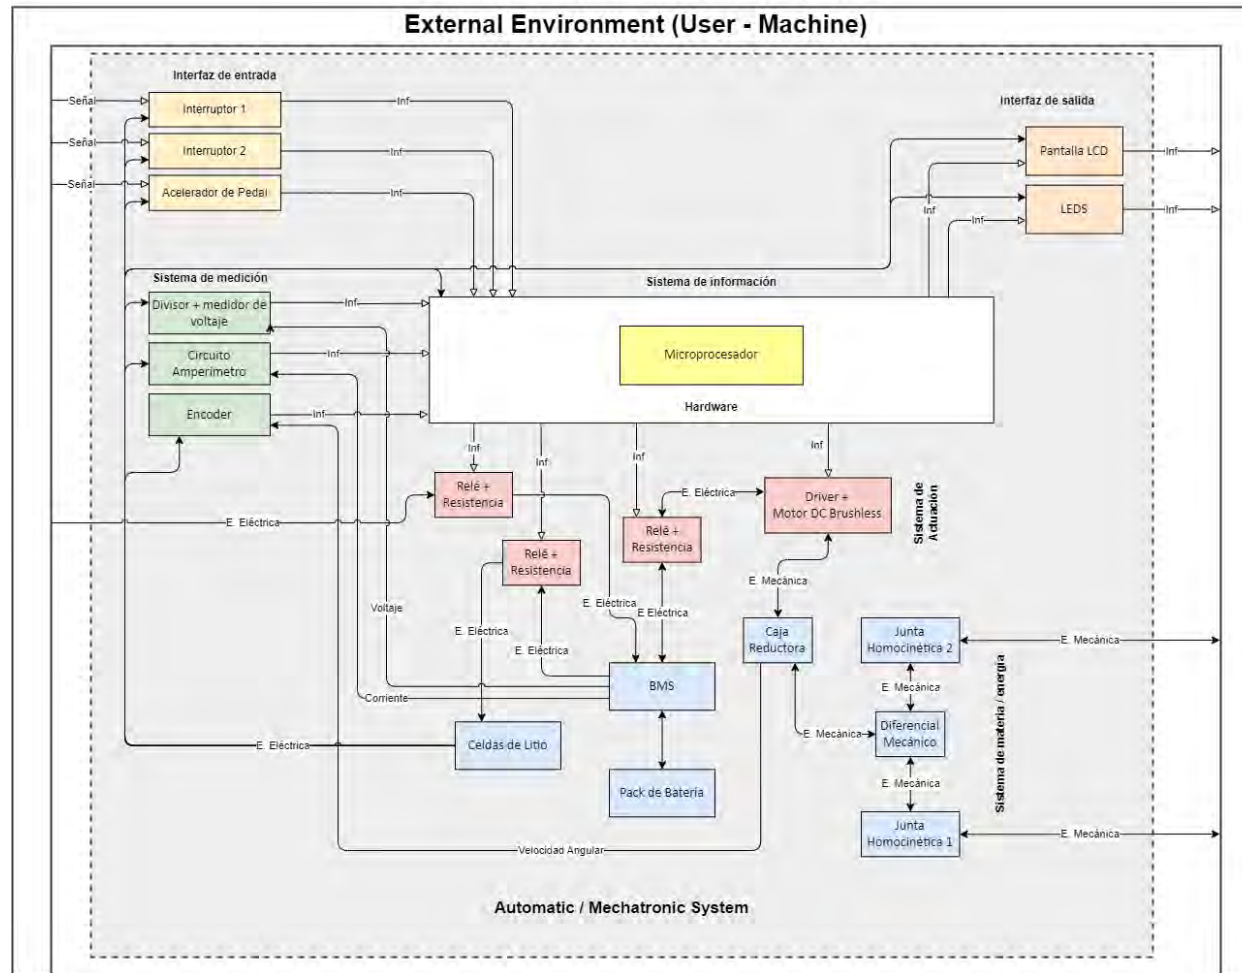 External Environment (User - Machine)
Interfaz de entrada
Señal
Interruptor 1
Inf
Señal
Interruptor 2
Inf
Señal
Acelerador de Pedal
Inf
Interfaz de salida
Pantalla LCD
Inf
LEDS
Inf
Inf
Inf
Sistema de medición
Divisor + medidor de
voltaje
Inf
Circuito
Amperímetro
Inf
Encoder
Inf
Sistema de información
Microprocesador
Hardware
Inf
Inf
Inf
Inf
Relé +
Resistencia
E. Eléctrica
Driver +
Motor DC Brushless
Sistema de
Actuación
E. Eléctrica
Relé +
Resistencia
Relé +
Resistencia
E. Mecánica
Voltaje
E. Eléctrica
E Eléctrica
E. Eléctrica
E. Eléctrica
Caja
Reductora
Junta
Homocinética 2
E. Mecánica
Sistema de materia / energía
BMS
Corriente
E. Mecánica
Diferencial
Mecánico
E. Mecánica
E. Eléctrica
Celdas de Litio
Pack de Batería
E. Mecánica
Junta
Homocinética 1
E. Mecánica
Velocidad Angular
Automatic / Mechatronic System